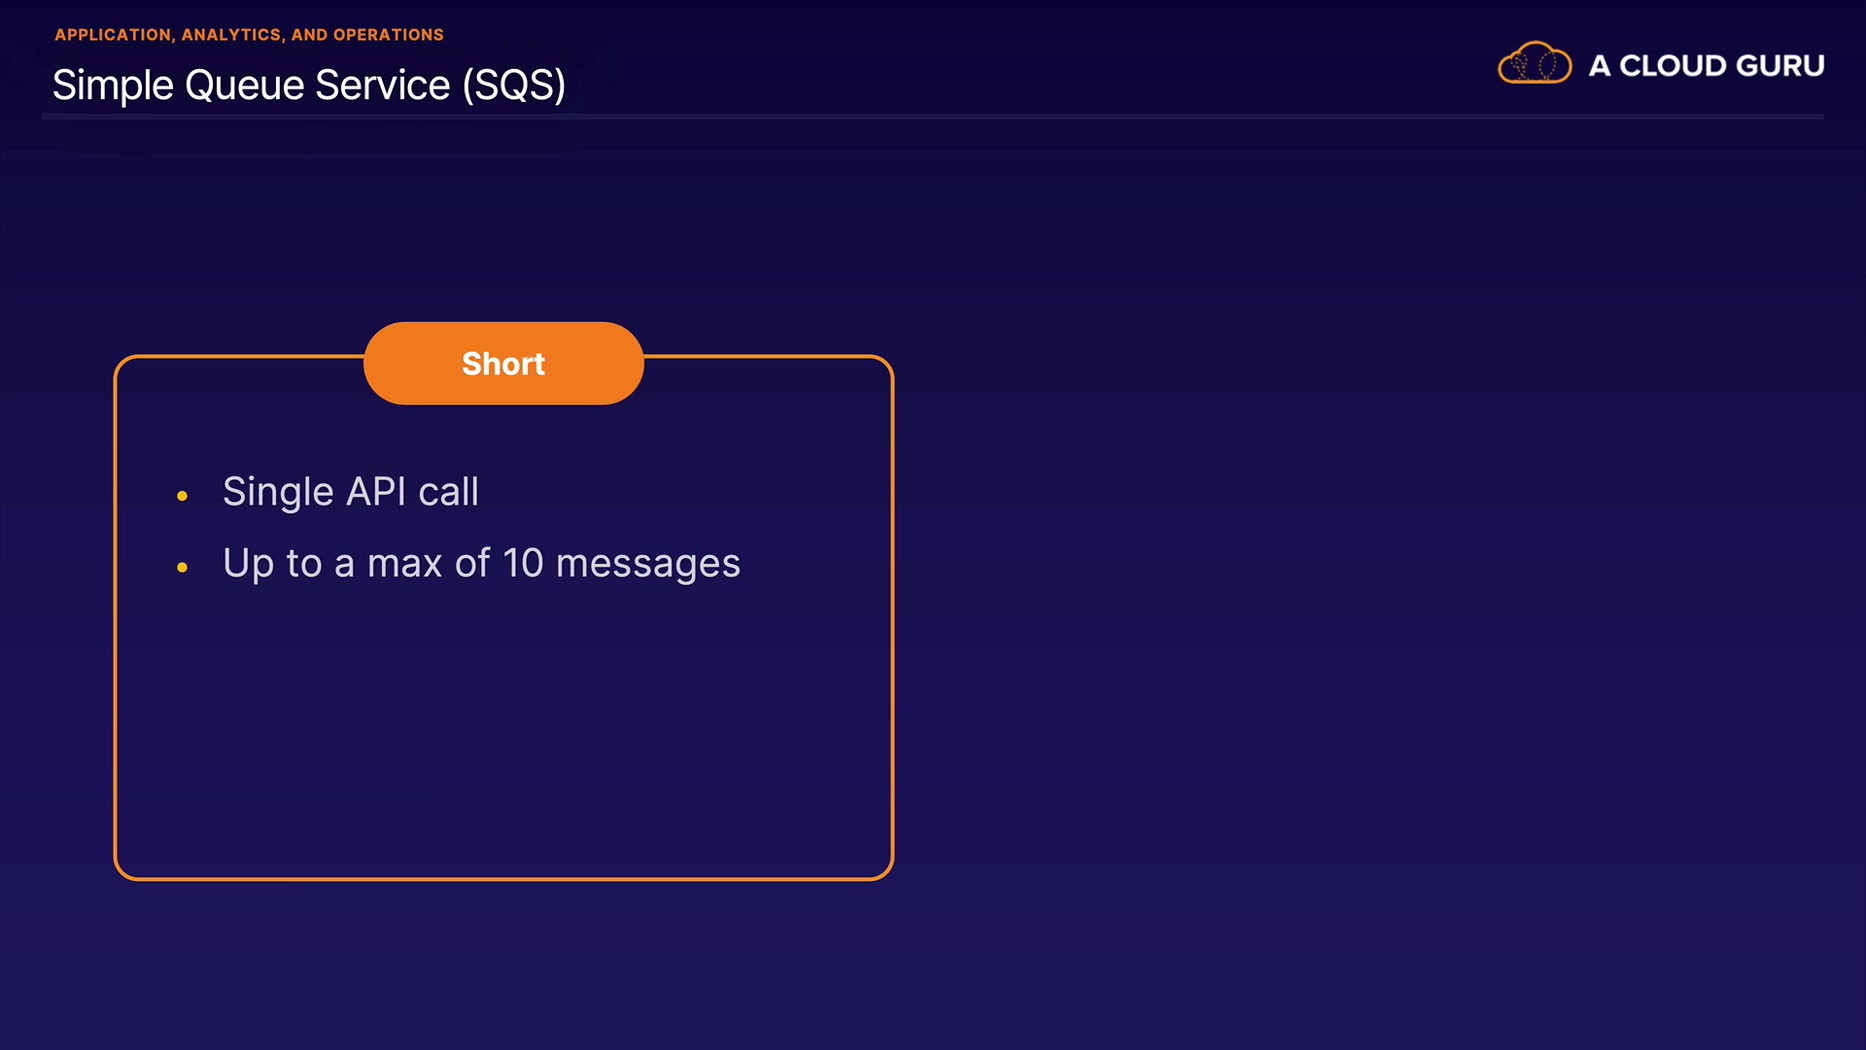 APPLICATION, ANALYTICS, AND OPERATIONS
Simple Queue Service (SQS)
A CLOUD GURU
Short
• Single API call
• Up to a max of 10 messages